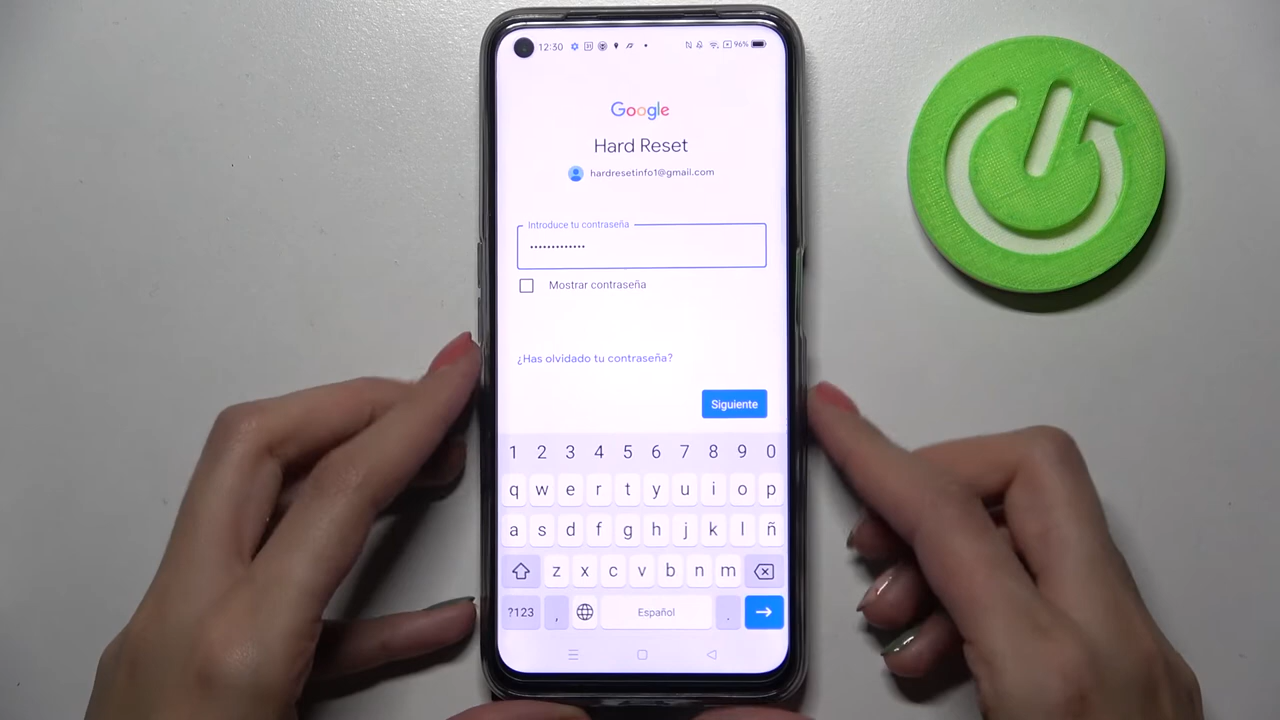 12:30 96%
Google
Hard Reset
hardresetinfo1@gmail.com
Introduce tu contraseña
•••••••••••••
Mostrar contraseña
¿Has olvidado tu contraseña?
Siguiente
1 2 3 4 5 6 7 8 9 0
q w e r t y u i o p
a s d f g h j k l ñ
z x c v b n m
?123 , Español .